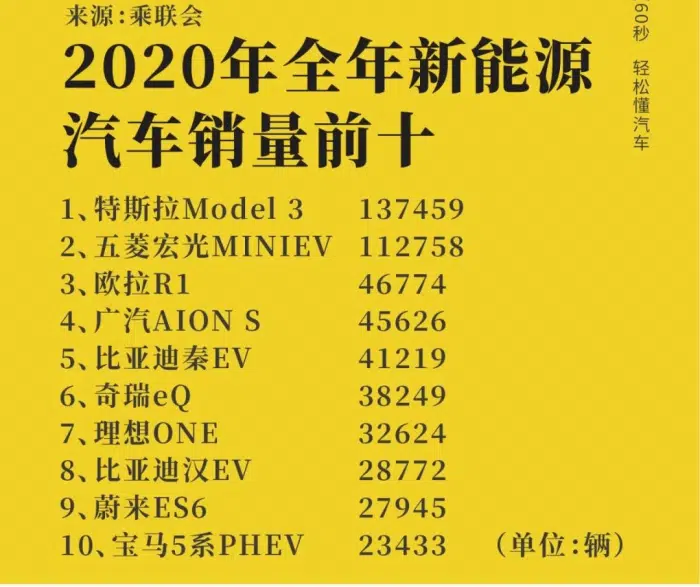 来源:乘联会
2020年全年新能源
汽车销量前十
1、特斯拉Model 3 137459
2、五菱宏光MINIEV 112758
3、欧拉R1 46774
4、广汽AION S 45626
5、比亚迪秦EV 41219
6、奇瑞eQ 38249
7、理想ONE 32624
8、比亚迪汉EV 28772
9、蔚来ES6 27945
10、宝马5系PHEV 23433 （单位:辆）
60秒 轻松懂汽车